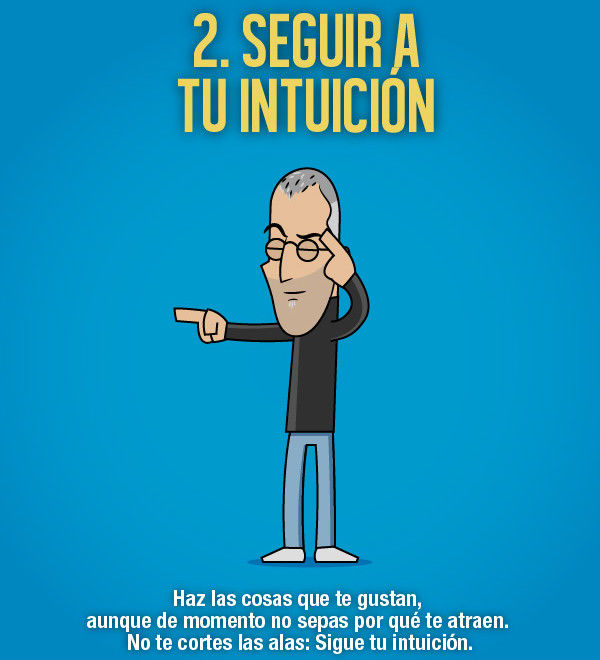 2. SEGUIR A
TU INTUICIÓN
Haz las cosas que te gustan,
aunque de momento no sepas por qué te atraen.
No te cortes las alas: Sigue tu intuición.